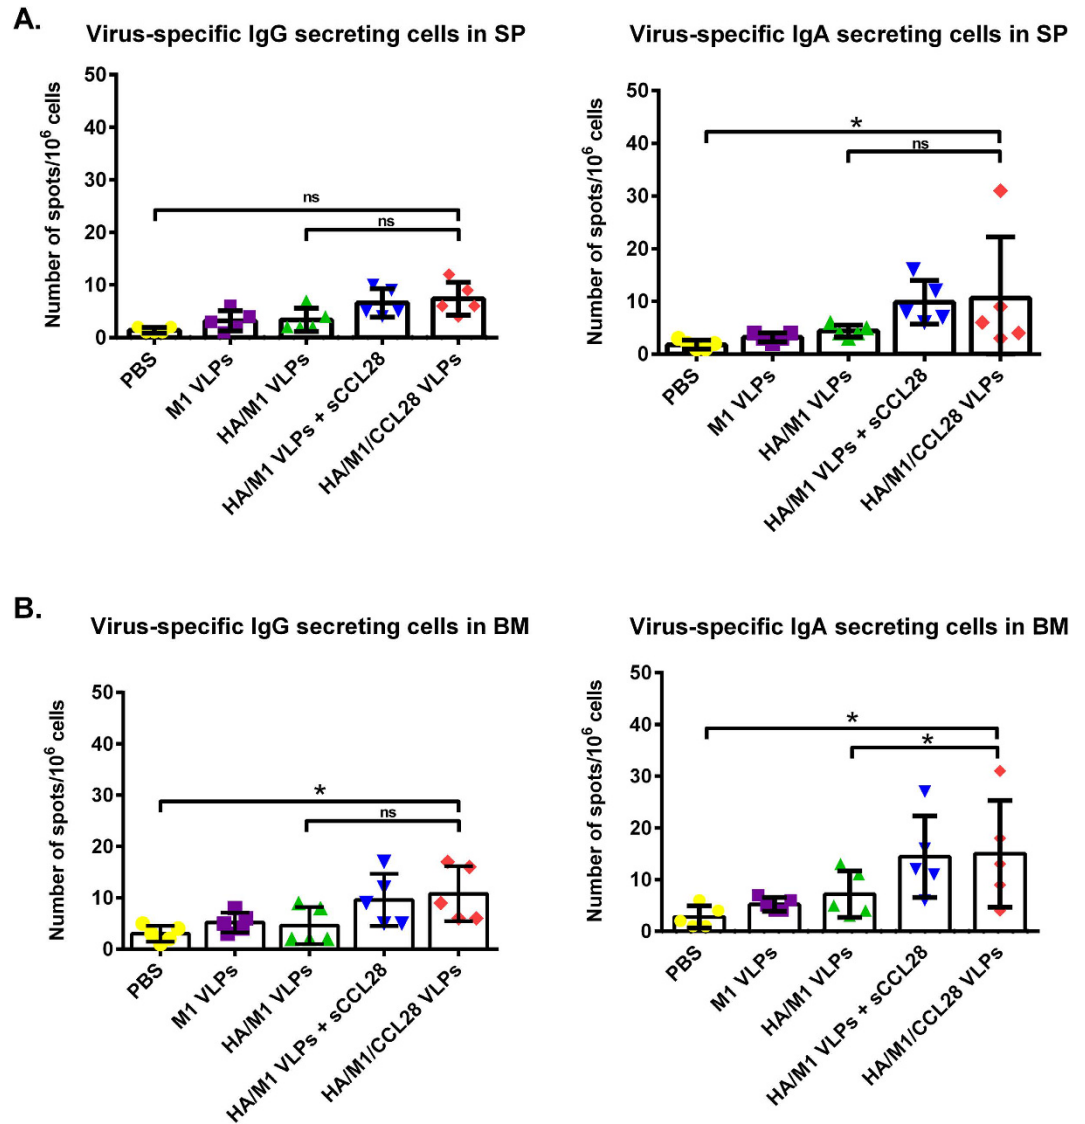 A.
Virus-specific IgG secreting cells in SP
Number of spots/10⁶ cells
50
40
30
20
10
0
ns
ns
PBS
M1 VLPs
HA/M1 VLPs
HA/M1 VLPs + sCCL28
HA/M1/CCL28 VLPs
Virus-specific IgA secreting cells in SP
Number of spots/10⁶ cells
50
40
30
20
10
0
*
ns
PBS
M1 VLPs
HA/M1 VLPs
HA/M1 VLPs + sCCL28
HA/M1/CCL28 VLPs
B.
Virus-specific IgG secreting cells in BM
Number of spots/10⁶ cells
50
40
30
20
10
0
*
ns
PBS
M1 VLPs
HA/M1 VLPs
HA/M1 VLPs + sCCL28
HA/M1/CCL28 VLPs
Virus-specific IgA secreting cells in BM
Number of spots/10⁶ cells
50
40
30
20
10
0
*
*
PBS
M1 VLPs
HA/M1 VLPs
HA/M1 VLPs + sCCL28
HA/M1/CCL28 VLPs